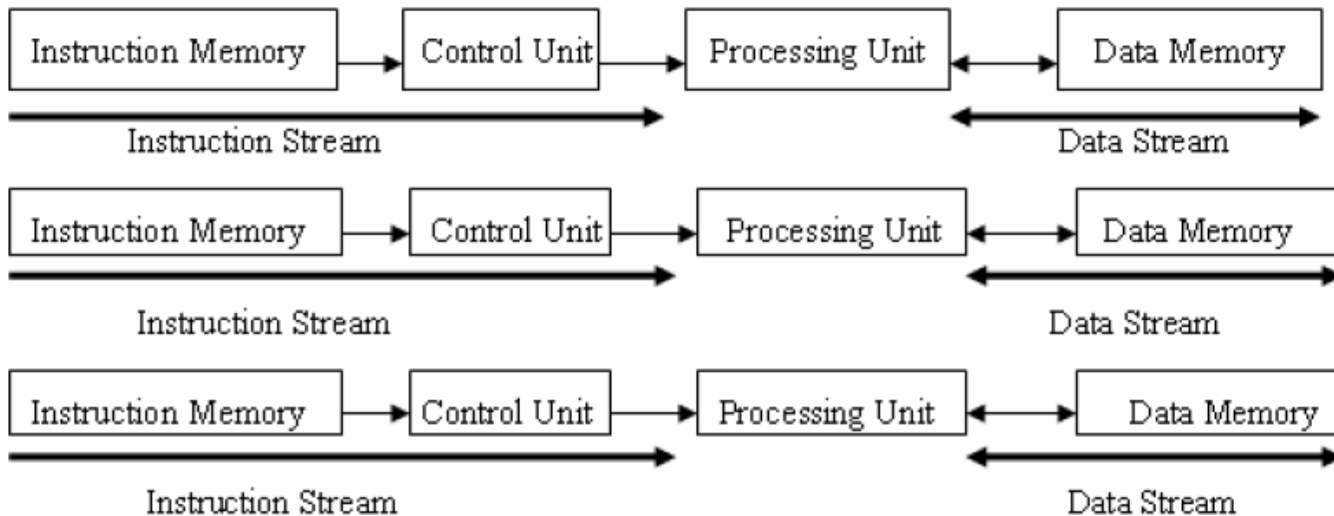 Instruction Memory Control Unit Processing Unit Data Memory
Instruction Stream Data Stream
Instruction Memory Control Unit Processing Unit Data Memory
Instruction Stream Data Stream
Instruction Memory Control Unit Processing Unit Data Memory
Instruction Stream Data Stream